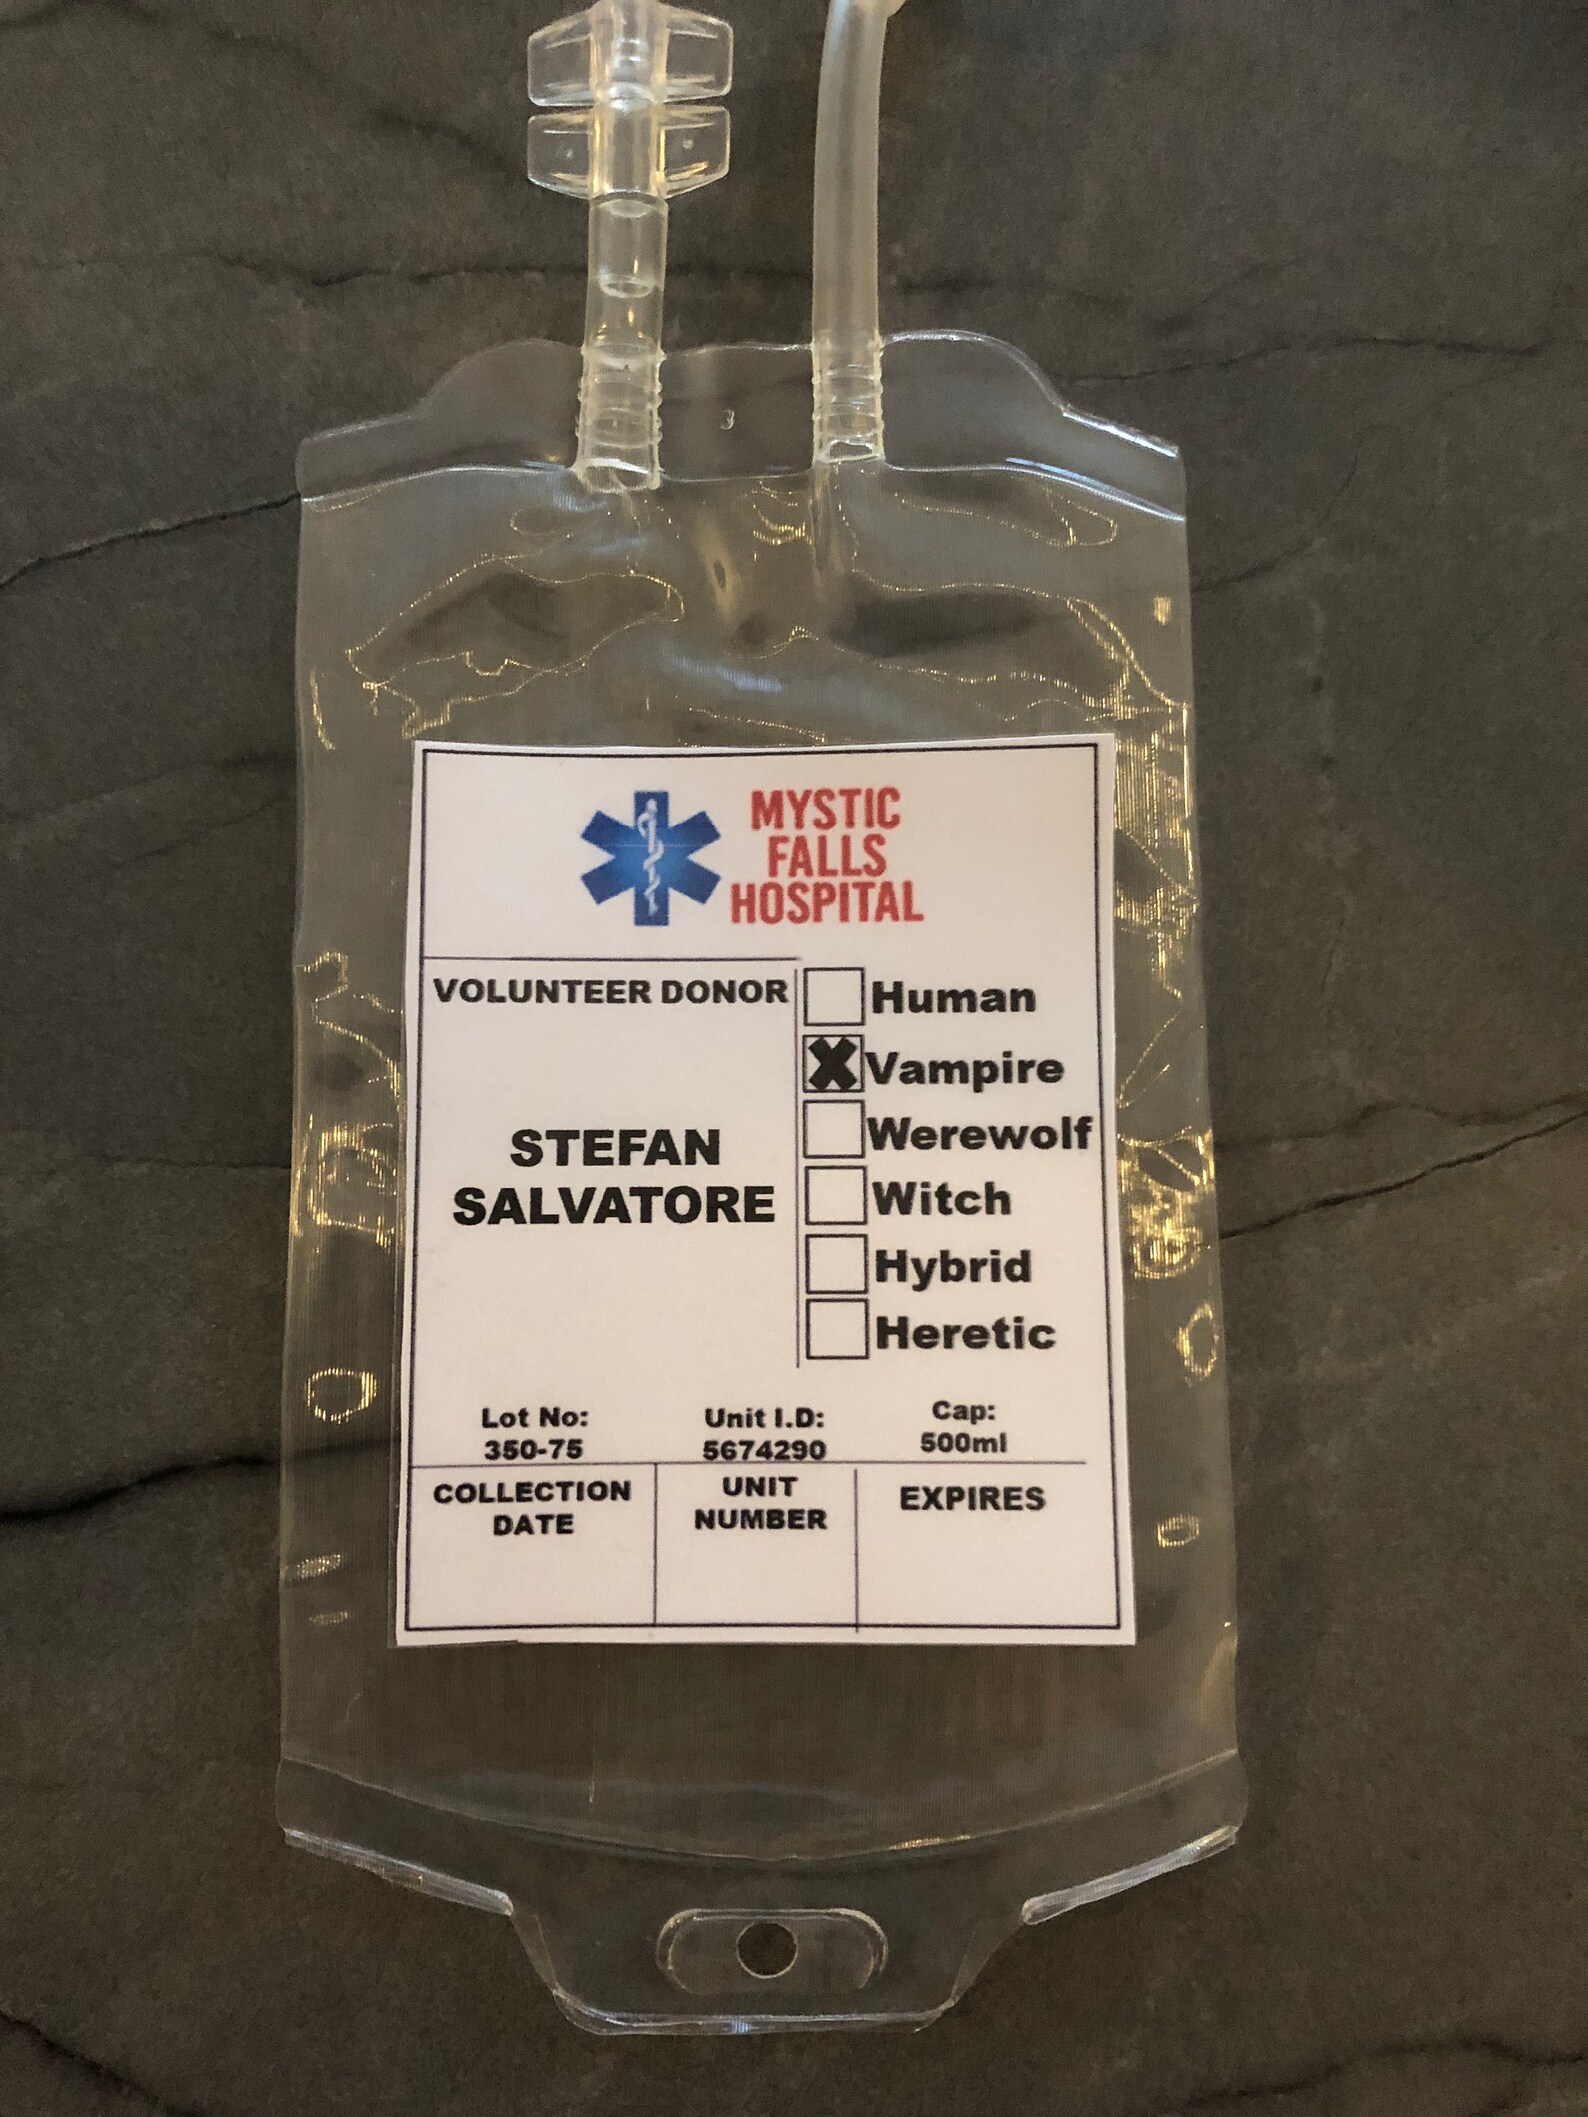 3
MYSTIC
FALLS
HOSPITAL
VOLUNTEER DONOR
STEFAN
SALVATORE
Human
X Vampire
Werewolf
Witch
Hybrid
Heretic
Lot No: Unit I.D: Cap:
350-75 5674290 500ml
COLLECTION DATE
UNIT NUMBER
EXPIRES